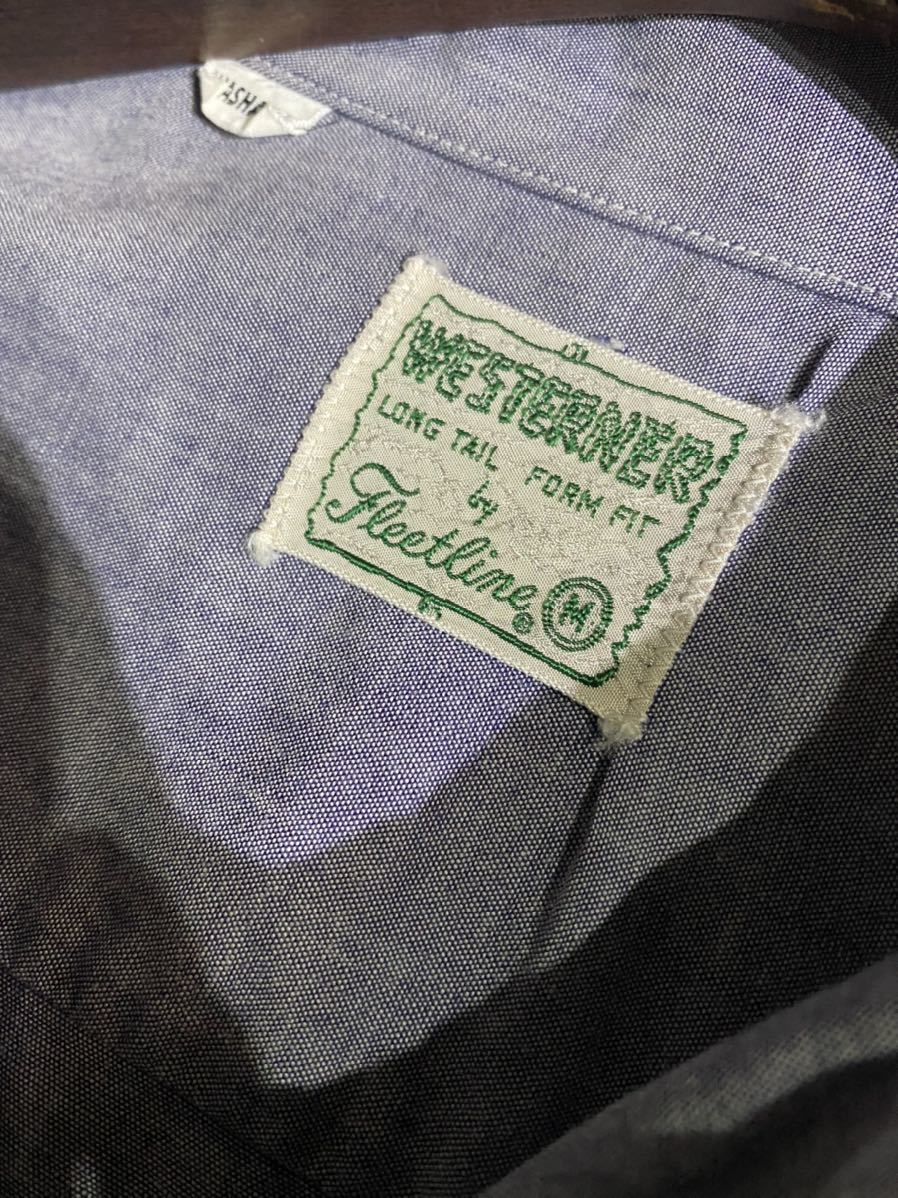 WESTERNER
LONG TAIL FORM FIT
by
Fleetline®
M